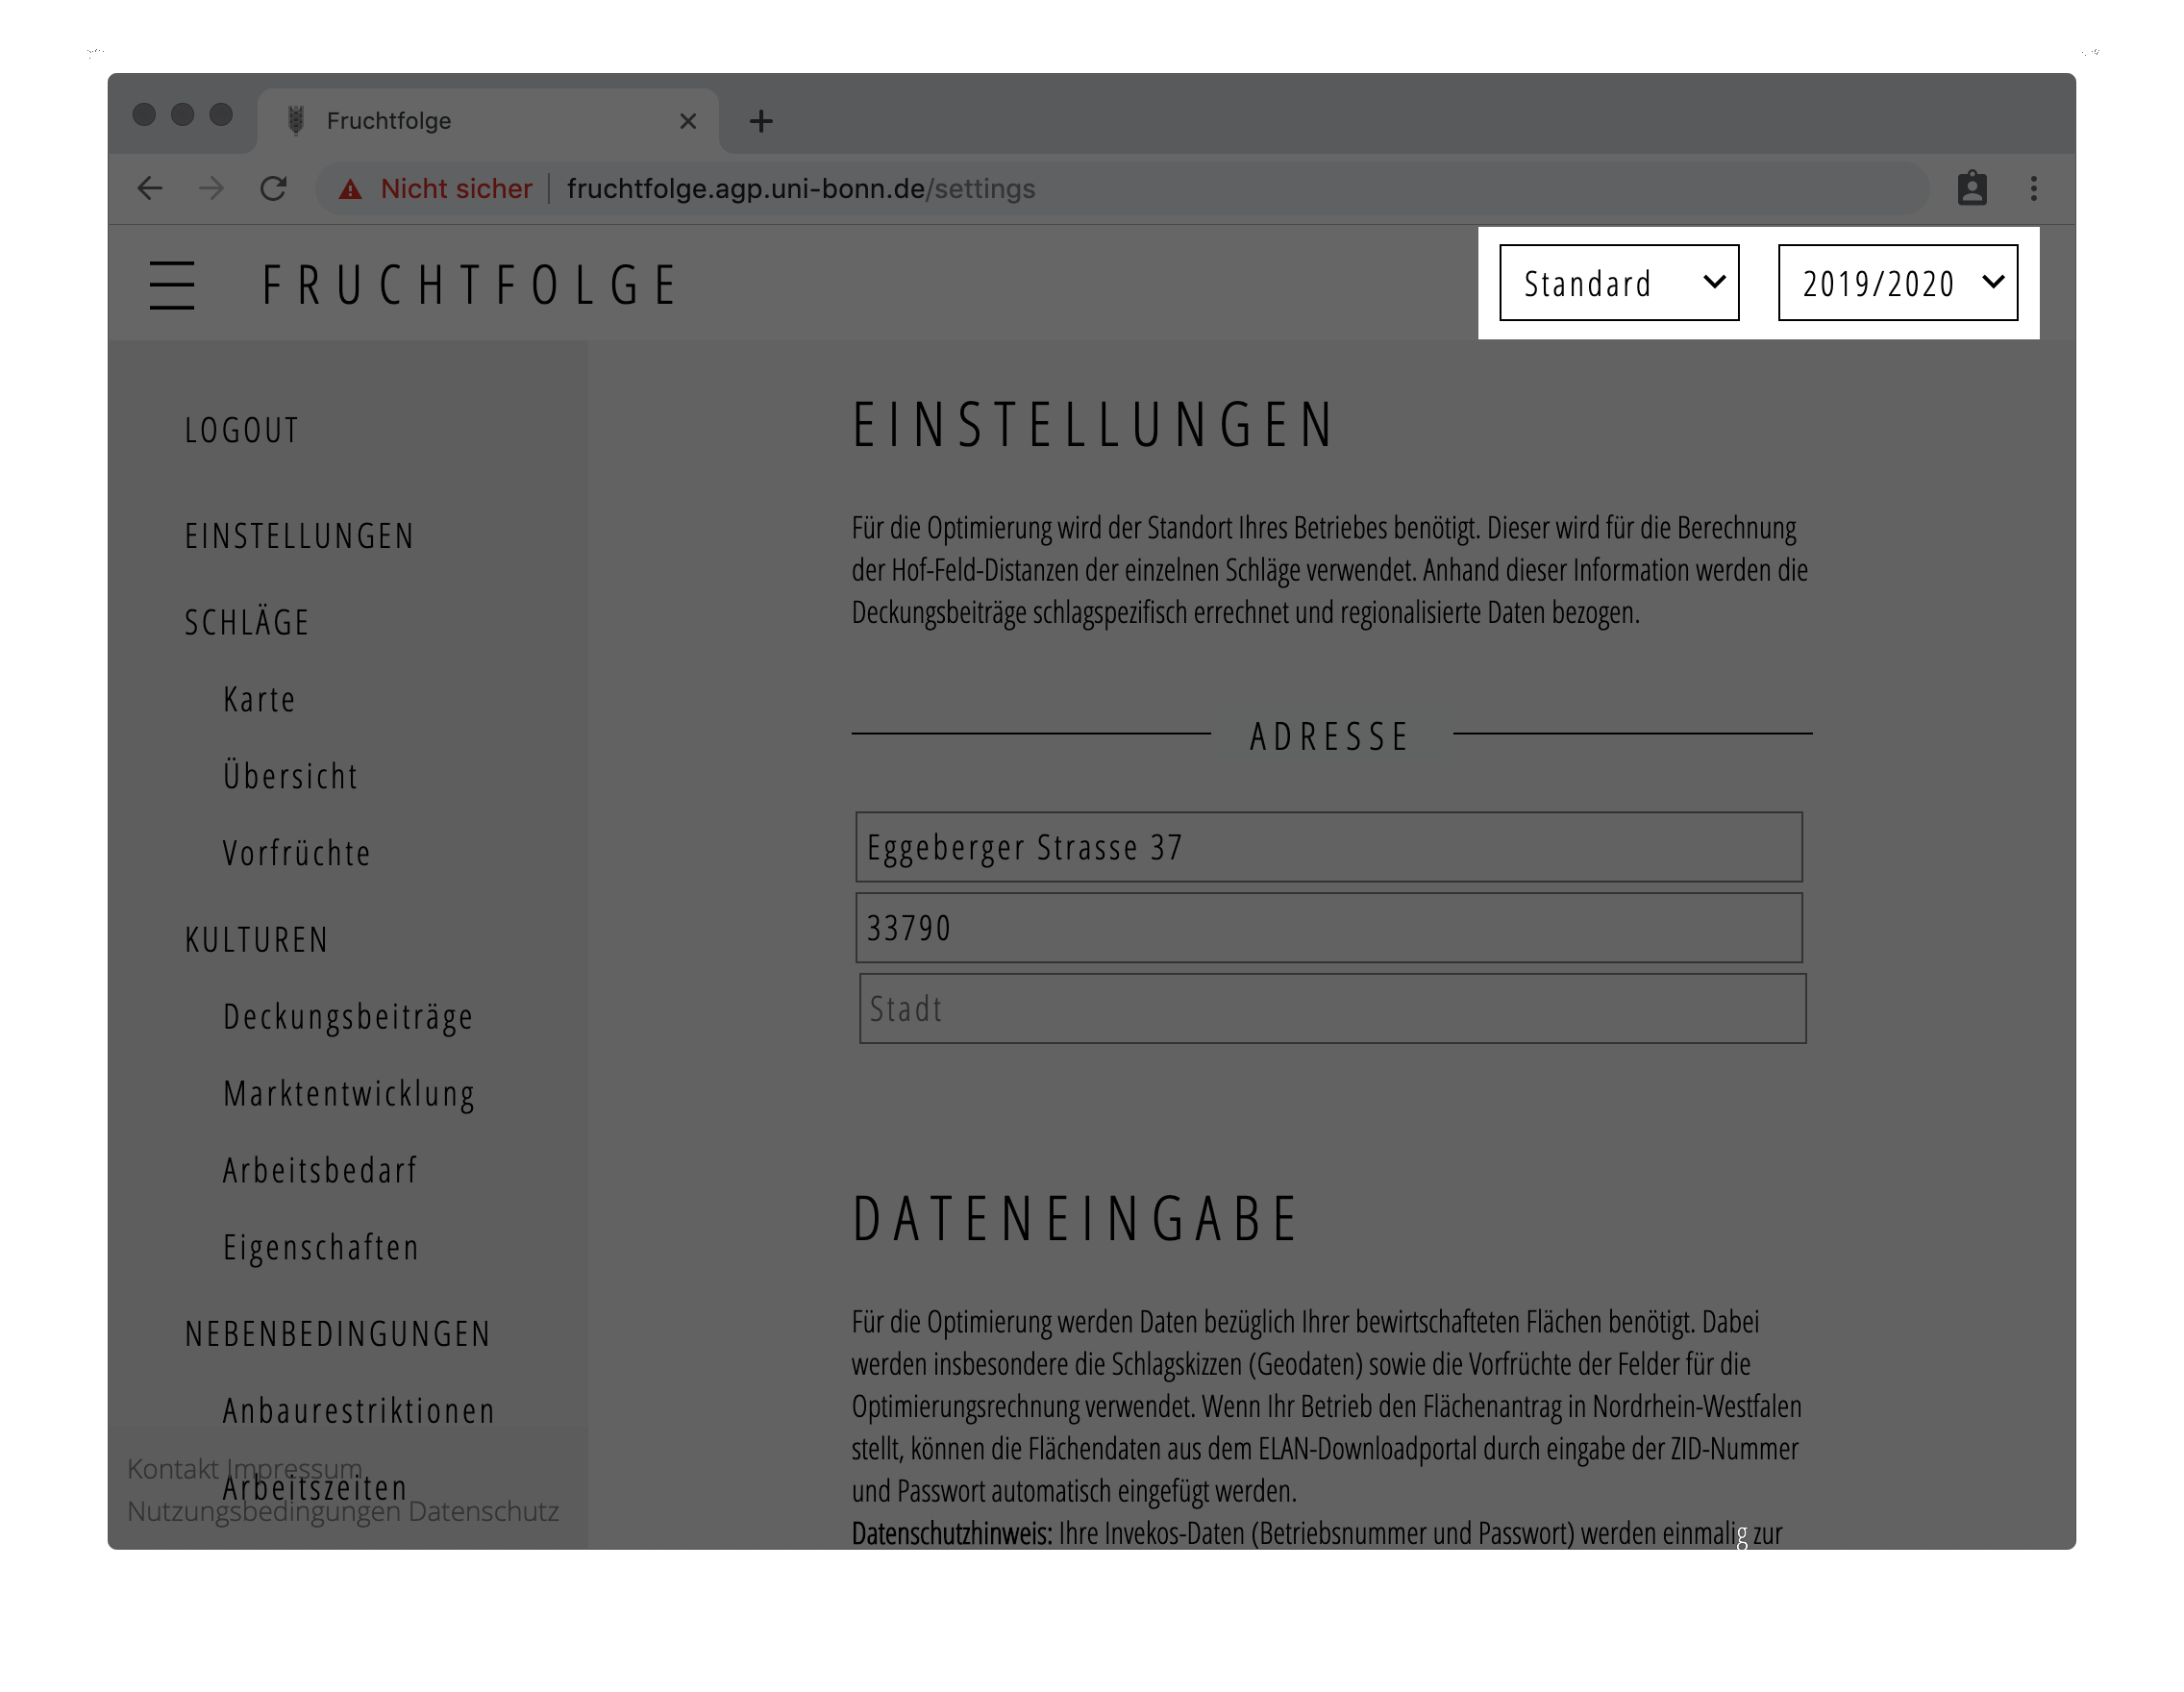 Fruchtfolge
Nicht sicher fruchtfolge.agp.uni-bonn.de/settings
FRUCHTFOLGE
Standard
2019/2020
LOGOUT
EINSTELLUNGEN
SCHLÄGE
Karte
Übersicht
Vorfrüchte
KULTUREN
Deckungsbeiträge
Marktentwicklung
Arbeitsbedarf
Eigenschaften
NEBENBEDINGUNGEN
Anbaurestriktionen
Arbeitszeiten
Kontakt Impressum
Nutzungsbedingungen Datenschutz
EINSTELLUNGEN
Für die Optimierung wird der Standort Ihres Betriebes benötigt. Dieser wird für die Berechnung
der Hof-Feld-Distanzen der einzelnen Schläge verwendet. Anhand dieser Information werden die
Deckungsbeiträge schlagspezifisch errechnet und regionalisierte Daten bezogen.
ADRESSE
Eggeberger Strasse 37
33790
Stadt
DATENEINGABE
Für die Optimierung werden Daten bezüglich Ihrer bewirtschafteten Flächen benötigt. Dabei
werden insbesondere die Schlagskizzen (Geodaten) sowie die Vorfrüchte der Felder für die
Optimierungsrechnung verwendet. Wenn Ihr Betrieb den Flächenantrag in Nordrhein-Westfalen
stellt, können die Flächendaten aus dem ELAN-Downloadportal durch eingabe der ZID-Nummer
und Passwort automatisch eingefügt werden.
Datenschutzhinweis: Ihre Invekos-Daten (Betriebsnummer und Passwort) werden einmalig zur